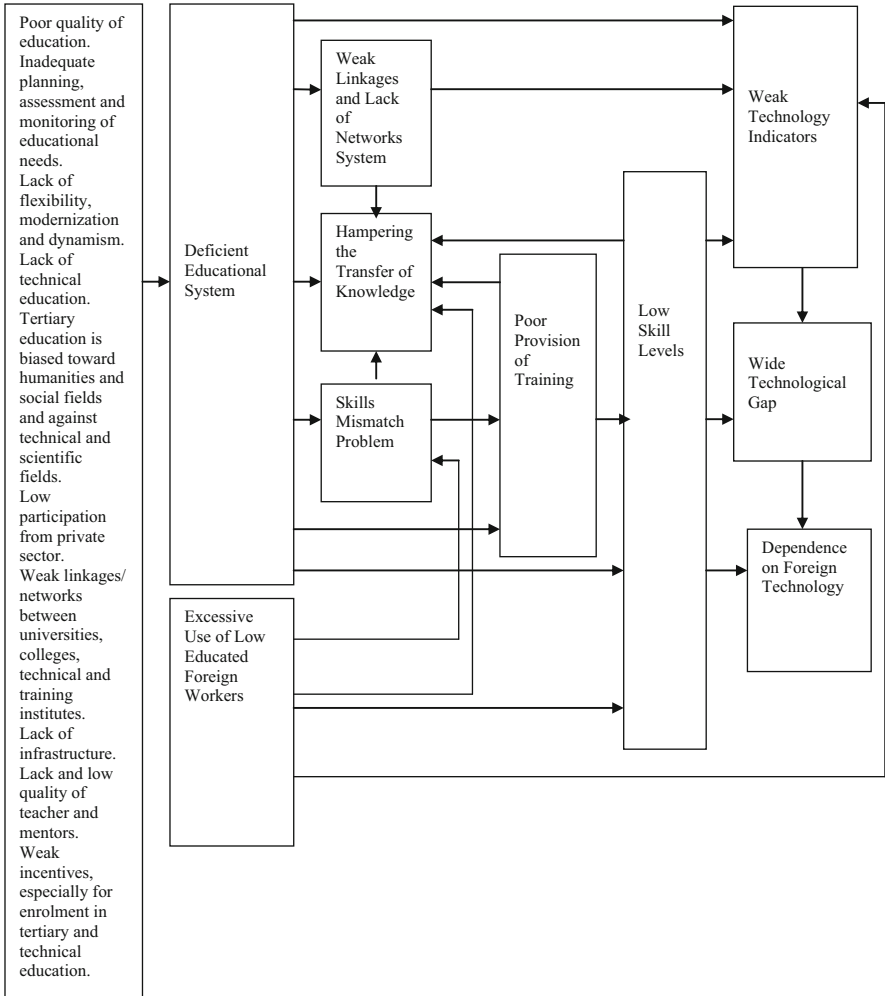 Poor quality of
education.
Inadequate
planning,
assessment and
monitoring of
educational
needs.
Lack of
flexibility,
modernization
and dynamism.
Lack of
technical
education.
Tertiary
education is
biased toward
humanities and
social fields
and against
technical and
scientific
fields.
Low
participation
from private
sector.
Weak linkages/
networks
between
universities,
colleges,
technical and
training
institutes.
Lack of
infrastructure.
Lack and low
quality of
teacher and
mentors.
Weak
incentives,
especially for
enrolment in
tertiary and
technical
education.
Deficient
Educational
System
Excessive
Use of Low
Educated
Foreign
Workers
Weak
Linkages
and Lack
of
Networks
System
Hampering
the
Transfer of
Knowledge
Skills
Mismatch
Problem
Poor
Provision
of
Training
Low
Skill
Levels
Weak
Technology
Indicators
Wide
Technological
Gap
Dependence
on Foreign
Technology